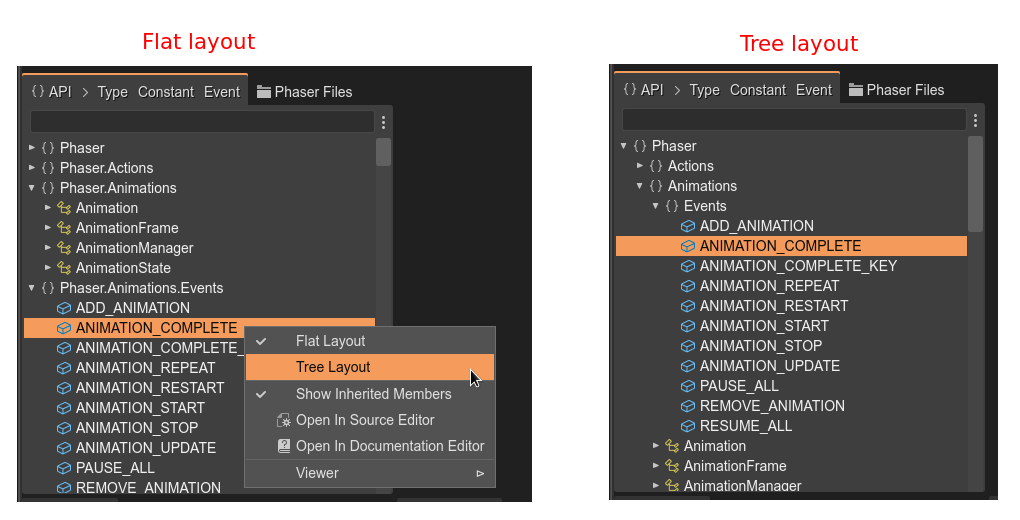 Flat layout
{} API > Type Constant Event Phaser Files
{} Phaser
{} Phaser.Actions
{} Phaser.Animations
Animation
AnimationFrame
AnimationManager
AnimationState
{} Phaser.Animations.Events
ADD_ANIMATION
ANIMATION_COMPLETE
ANIMATION_COMPLETE_
ANIMATION_REPEAT
ANIMATION_RESTART
ANIMATION_START
ANIMATION_STOP
ANIMATION_UPDATE
PAUSE_ALL
REMOVE_ANIMATION
Flat Layout
Tree Layout
Show Inherited Members
Open In Source Editor
Open In Documentation Editor
Viewer
Tree layout
{} API > Type Constant Event Phaser Files
{} Phaser
{} Actions
{} Animations
{} Events
ADD_ANIMATION
ANIMATION_COMPLETE
ANIMATION_COMPLETE_KEY
ANIMATION_REPEAT
ANIMATION_RESTART
ANIMATION_START
ANIMATION_STOP
ANIMATION_UPDATE
PAUSE_ALL
REMOVE_ANIMATION
RESUME_ALL
Animation
AnimationFrame
AnimationManager